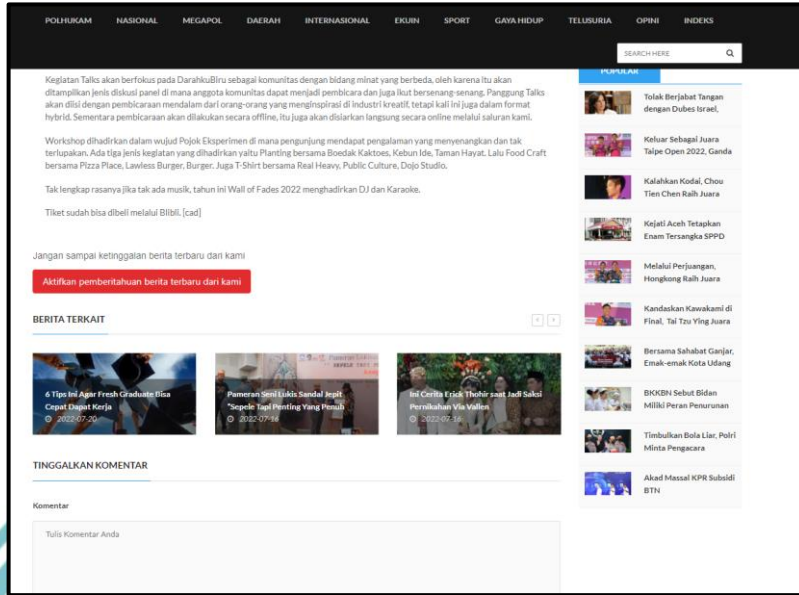 POLHUKAM NASIONAL MEGAPOL DAERAH INTERNASIONAL EKUIN SPORT GAYA HIDUP TELUSURIA OPINI INDEKS
SEARCH HERE
POPULAR
Kegiatan Talks akan berfokus pada DarahkuBiru sebagai komunitas dengan bidang minat yang berbeda, oleh karena itu akan
ditampilkan jenis diskusi panel di mana anggota komunitas dapat menjadi pembicara dan juga ikut bersenang-senang. Panggung Talks
akan diisi dengan pembicaraan mendalam dari orang-orang yang menginspirasi di industri kreatif, tetapi kali ini juga dalam format
hybrid. Sementara pembicaraan akan dilakukan secara offline, itu juga akan disiarkan langsung secara online melalui saluran kami.
Workshop dihadirkan dalam wujud Pojok Eksperimen di mana pengunjung mendapat pengalaman yang menyenangkan dan tak
terlupakan. Ada tiga jenis kegiatan yang dihadirkan yaitu Planting bersama Boedak Kaktoes, Kebun Ide, Taman Hayat. Lalu Food Craft
bersama Pizza Place, Lawless Burger, Burger. Juga T-Shirt bersama Real Heavy, Public Culture, Dojo Studio.
Tak lengkap rasanya jika tak ada musik, tahun ini Wall of Fades 2022 menghadirkan DJ dan Karaoke.
Tiket sudah bisa dibeli melalui Blibli. [cad]
Jangan sampai ketinggalan berita terbaru dari kami
Aktifkan pemberitahuan berita terbaru dari kami
BERITA TERKAIT
6 Tips Ini Agar Fresh Graduate Bisa
Cepat Dapat Kerja
2022-07-20
Pameran Seni Lukis Sandal Jepit
"Sepele Tapi Penting Yang Penuh
2022-07-16
Ini Cerita Erick Thohir saat Jadi Saksi
Pernikahan Via Vallen
2022-07-16
TINGGALKAN KOMENTAR
Komentar
Tulis Komentar Anda
Tolak Berjabat Tangan
dengan Dubes Israel,
Keluar Sebagai Juara
Taipe Open 2022, Ganda
Kalahkan Kodai, Chou
Tien Chen Raih Juara
Kejati Aceh Tetapkan
Enam Tersangka SPPD
Melalui Perjuangan,
Hongkong Raih Juara
Kandaskan Kawakami di
Final, Tai Tzu Ying Juara
Bersama Sahabat Ganjar,
Emak-emak Kota Udang
BKKBN Sebut Bidan
Miliki Peran Penurunan
Timbulkan Bola Liar, Polri
Minta Pengacara
Akad Massal KPR Subsidi
BTN